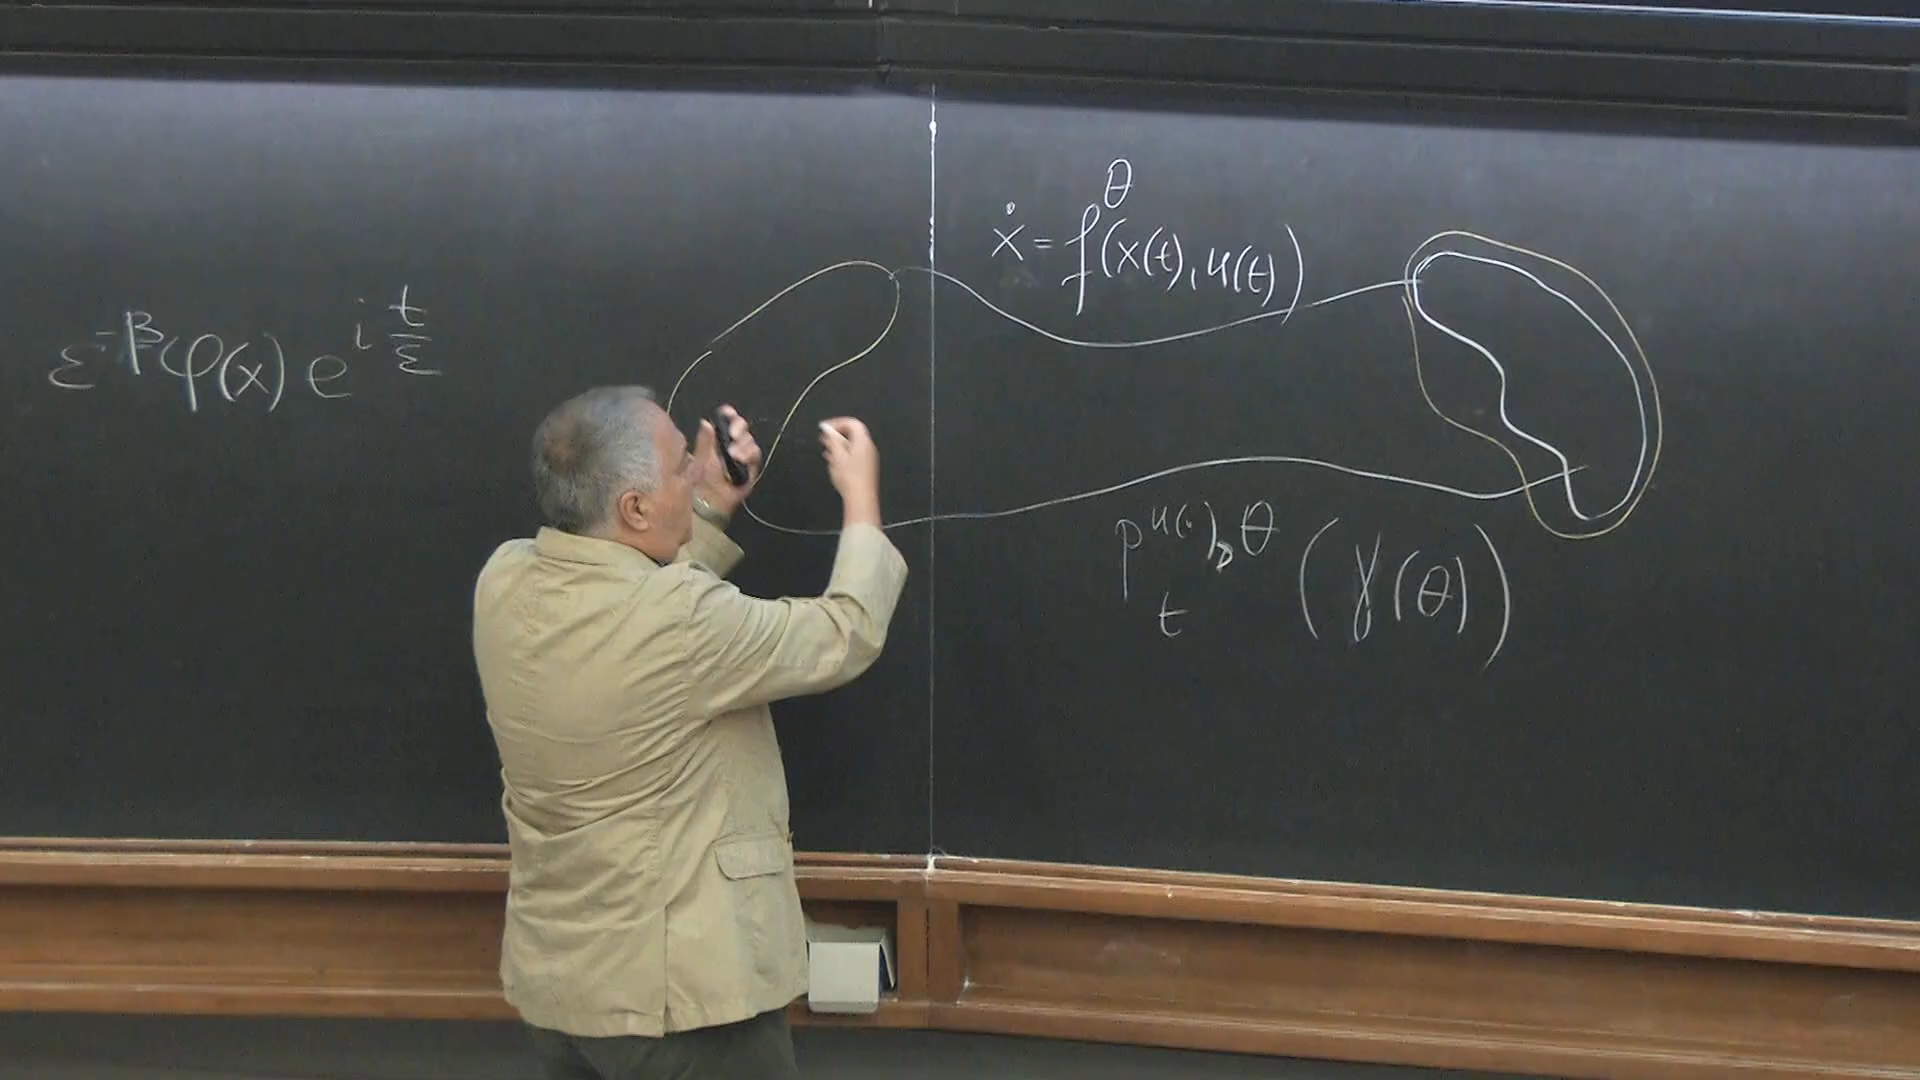 ε^{-β} φ(x) e^{i t/ε}
ẋ = f^θ(x(t), u(t))
P_t^{u(·), θ} (γ(θ))